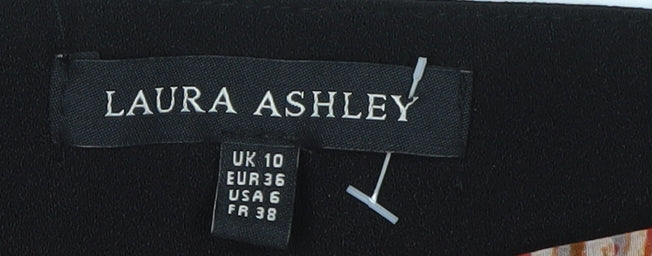 LAURA ASHLEY
UK 10
EUR 36
USA 6
FR 38